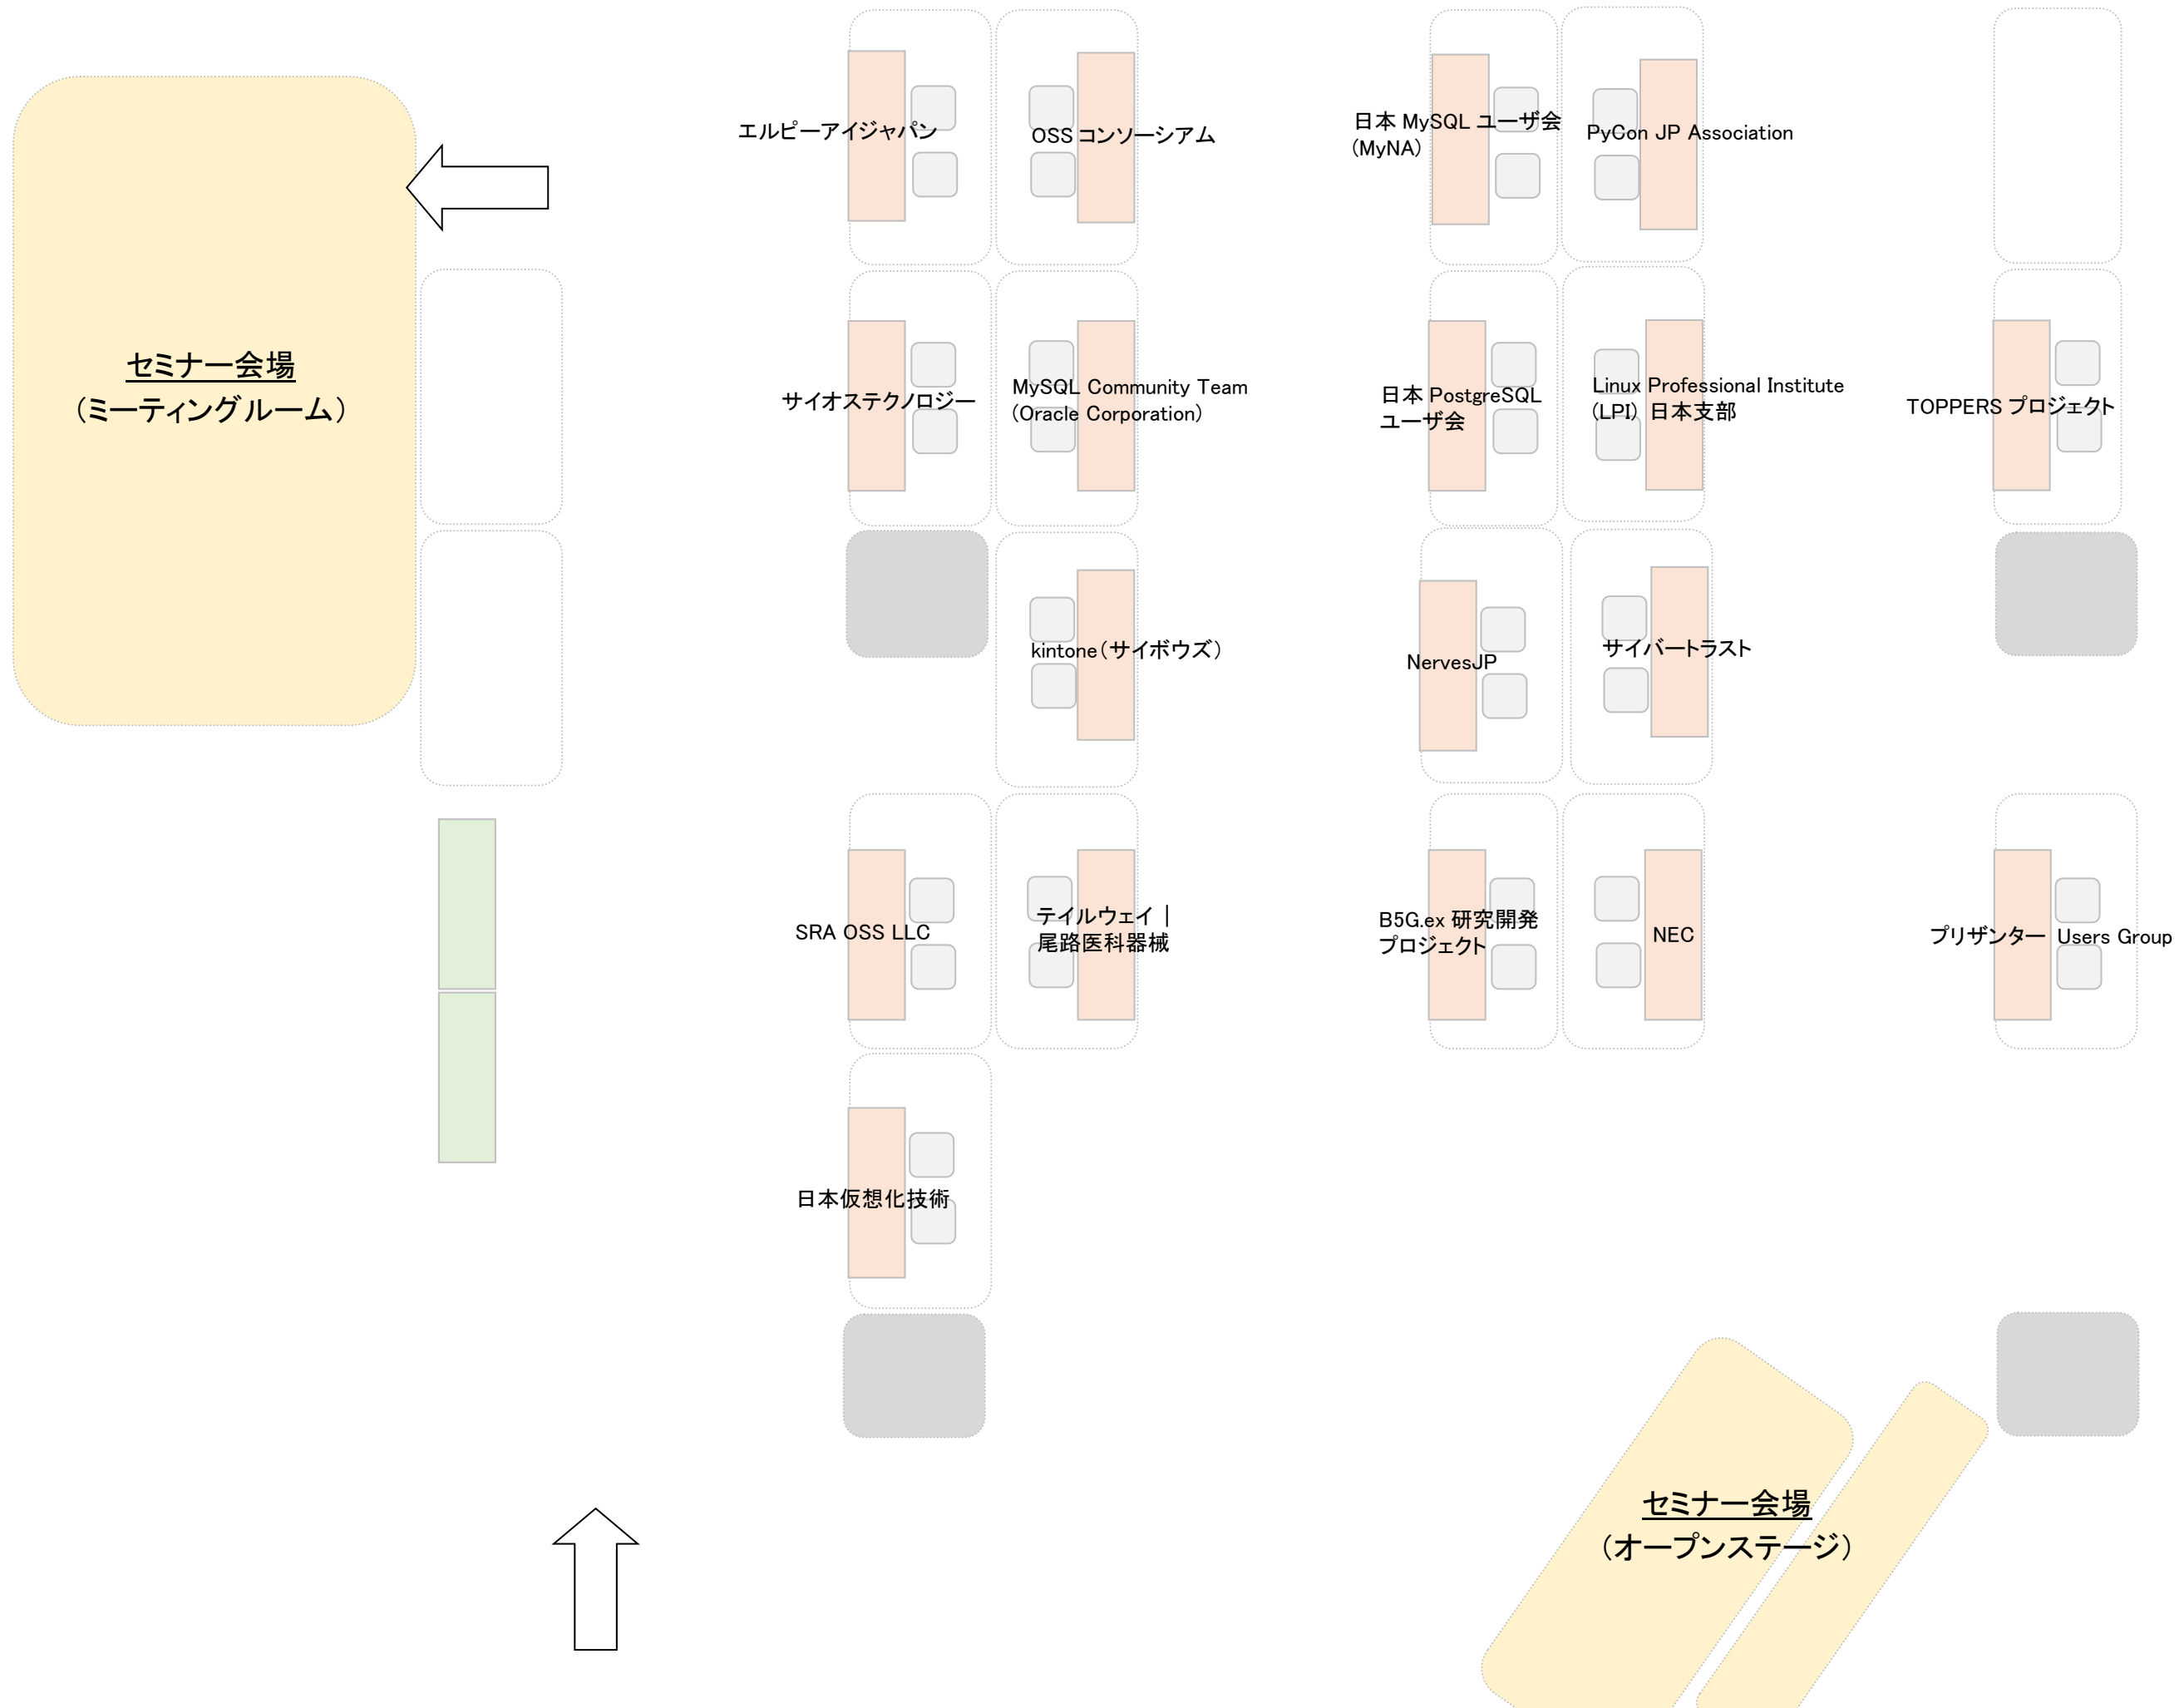 エルピーアイジャパン
OSS コンソーシアム
日本 MySQL ユーザ会
(MyNA)
PyCon JP Association
セミナー会場
（ミーティングルーム）
サイオステクノロジー
MySQL Community Team
(Oracle Corporation)
日本 PostgreSQL
ユーザ会
Linux Professional Institute
(LPI) 日本支部
TOPPERS プロジェクト
kintone（サイボウズ）
NervesJP
サイバートラスト
SRA OSS LLC
テイルウェイ |
尾路医科器械
B5G.ex 研究開発
プロジェクト
NEC
プリザンター Users Group
日本仮想化技術
セミナー会場
（オープンステージ）